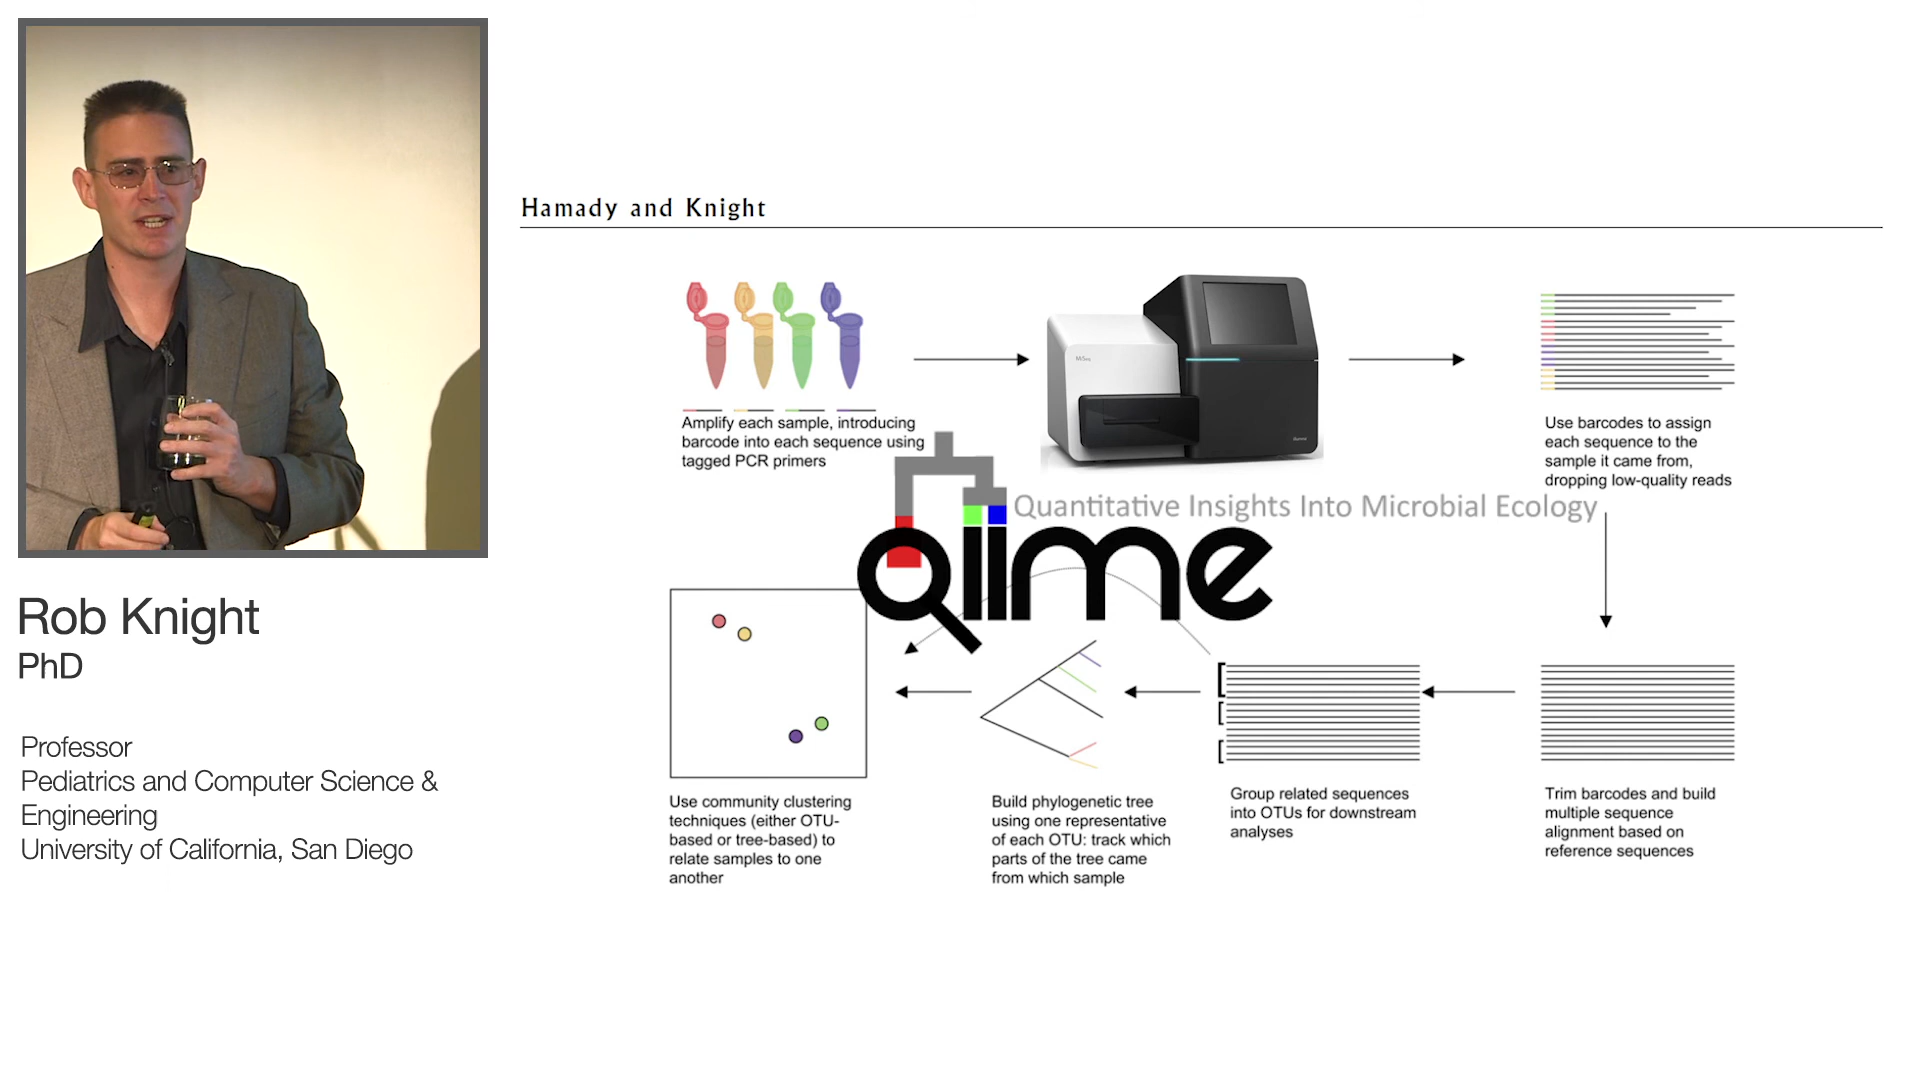 Rob Knight
PhD
Professor
Pediatrics and Computer Science &
Engineering
University of California, San Diego
Hamady and Knight
Amplify each sample, introducing
barcode into each sequence using
tagged PCR primers
MiSeq
illumina
Use barcodes to assign
each sequence to the
sample it came from,
dropping low-quality reads
Quantitative Insights Into Microbial Ecology
Qiime
Trim barcodes and build
multiple sequence
alignment based on
reference sequences
Group related sequences
into OTUs for downstream
analyses
Build phylogenetic tree
using one representative
of each OTU: track which
parts of the tree came
from which sample
Use community clustering
techniques (either OTU-
based or tree-based) to
relate samples to one
another